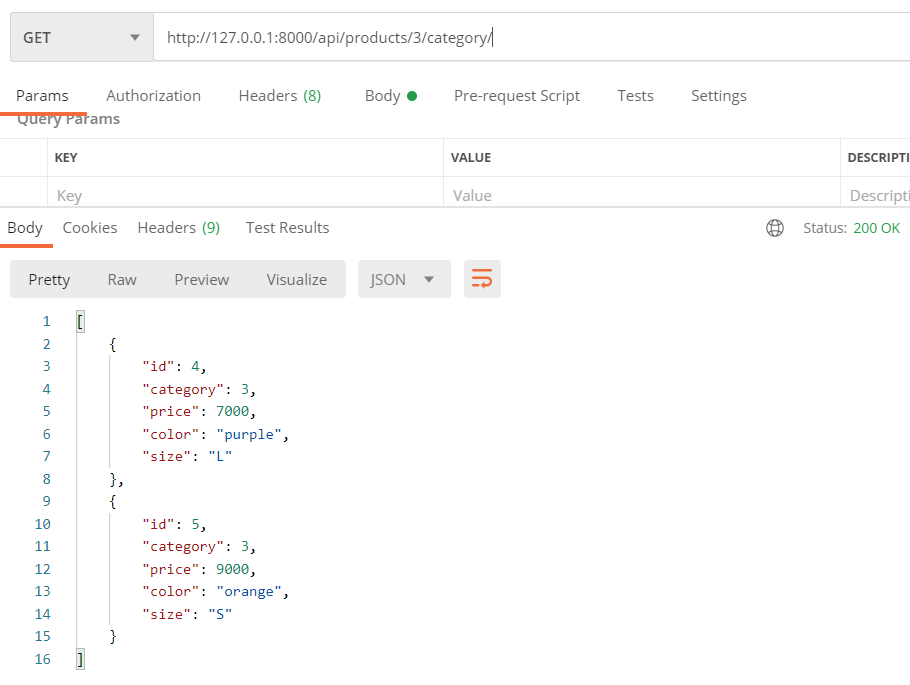 GET http://127.0.0.1:8000/api/products/3/category/
Params Authorization Headers (8) Body Pre-request Script Tests Settings
Query Params
KEY VALUE DESCRIPTI
Key Value Descripti
Body Cookies Headers (9) Test Results Status: 200 OK
Pretty Raw Preview Visualize JSON
1 [
2 {
3 "id": 4,
4 "category": 3,
5 "price": 7000,
6 "color": "purple",
7 "size": "L"
8 },
9 {
10 "id": 5,
11 "category": 3,
12 "price": 9000,
13 "color": "orange",
14 "size": "S"
15 }
16 ]